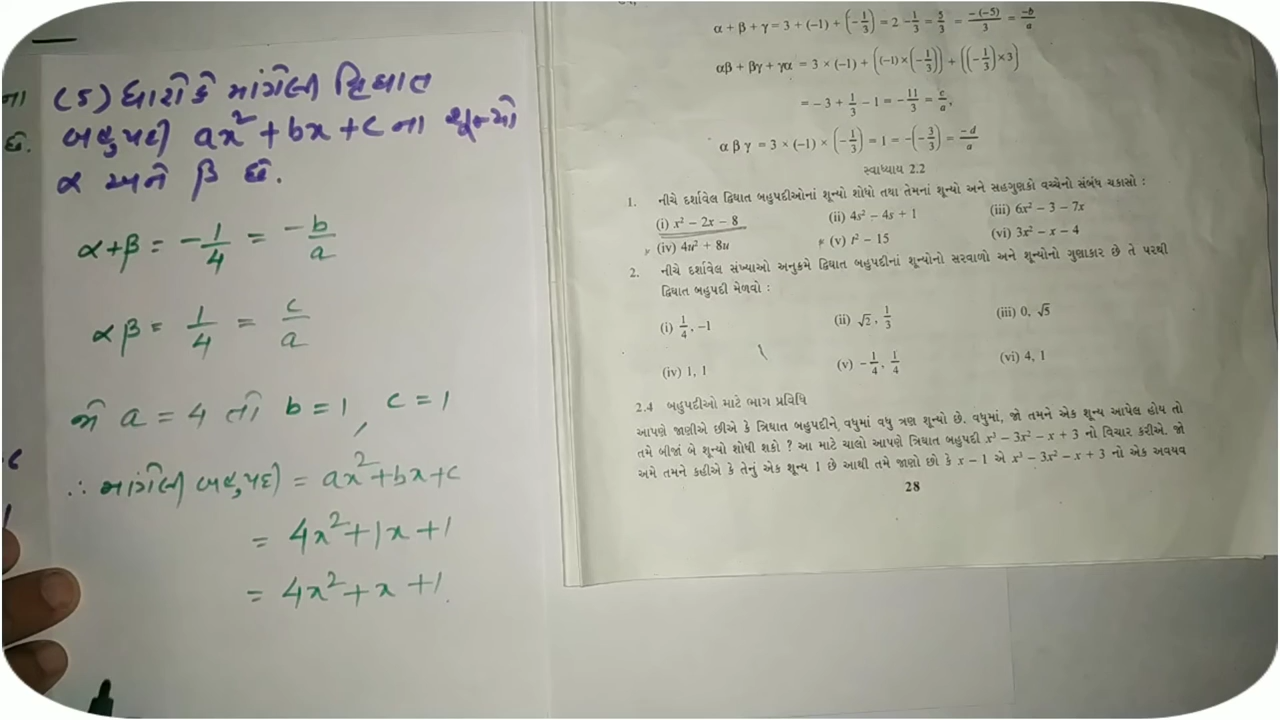 ના
છે.
(5) ધારો કે માંગેલી દ્વિઘાત
બહુપદી ax² + bx + c ના શૂન્યો
α અને β છે.
α + β = -1/4 = -b/a
αβ = 1/4 = c/a
જો a = 4 તો b = 1, c = 1
∴ માંગેલી બહુપદી = ax² + bx + c
= 4x² + 1x + 1
= 4x² + x + 1.
α + β + γ = 3 + (-1) + (-1/3) = 2 - 1/3 = 5/3 = -(-5)/3 = -b/a
αβ + βγ + γα = 3 × (-1) + ((-1) × (-1/3)) + ((-1/3) × 3)
= - 3 + 1/3 - 1 = - 11/3 = c/a,
α β γ = 3 × (-1) × (-1/3) = 1 = -(-3/3) = -d/a
સ્વાધ્યાય 2.2
1. નીચે દર્શાવેલ દ્વિઘાત બહુપદીઓનાં શૂન્યો શોધો તથા તેમનાં શૂન્યો અને સહગુણકો વચ્ચેનો સંબંધ ચકાસો :
(i) x² - 2x - 8 (ii) 4s² - 4s + 1 (iii) 6x² - 3 - 7x
(iv) 4u² + 8u (v) t² - 15 (vi) 3x² - x - 4
2. નીચે દર્શાવેલ સંખ્યાઓ અનુક્રમે દ્વિઘાત બહુપદીનાં શૂન્યોનો સરવાળો અને શૂન્યોનો ગુણાકાર છે તે પરથી
દ્વિઘાત બહુપદી મેળવો :
(i) 1/4, -1 (ii) √2, 1/3 (iii) 0, √5
(iv) 1, 1 (v) -1/4, 1/4 (vi) 4, 1
2.4 બહુપદીઓ માટે ભાગ પ્રવિધિ
આપણે જાણીએ છીએ કે ત્રિઘાત બહુપદીને વધુમાં વધુ ત્રણ શૂન્યો છે. વધુમાં, જો તમને એક શૂન્ય આપેલ હોય તો
તમે બીજાં બે શૂન્યો શોધી શકો ? આ માટે ચાલો આપણે ત્રિઘાત બહુપદી x³ - 3x² - x + 3 નો વિચાર કરીએ. જો
અમે તમને કહીએ કે તેનું એક શૂન્ય 1 છે આથી તમે જાણો છો કે x - 1 એ x³ - 3x² - x + 3 નો એક અવયવ
28